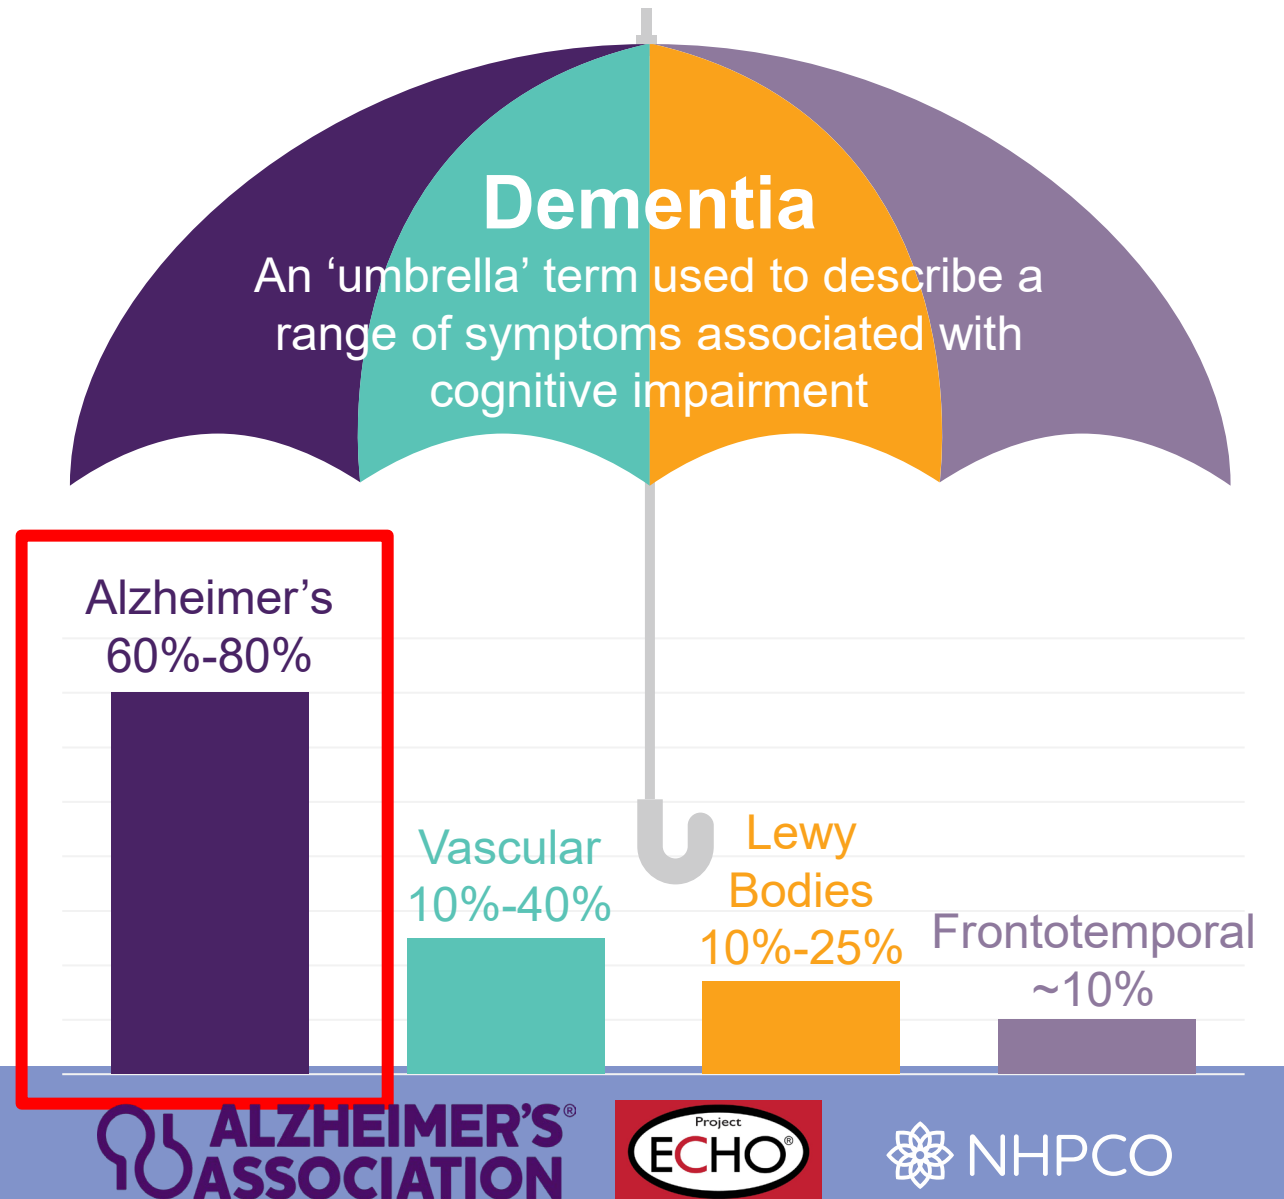 Dementia
An ‘umbrella’ term used to describe a
range of symptoms associated with
cognitive impairment
Alzheimer’s
60%-80%
Vascular
10%-40%
Lewy
Bodies
10%-25%
Frontotemporal
~10%
ALZHEIMER’S®
ASSOCIATION
Project
ECHO®
NHPCO